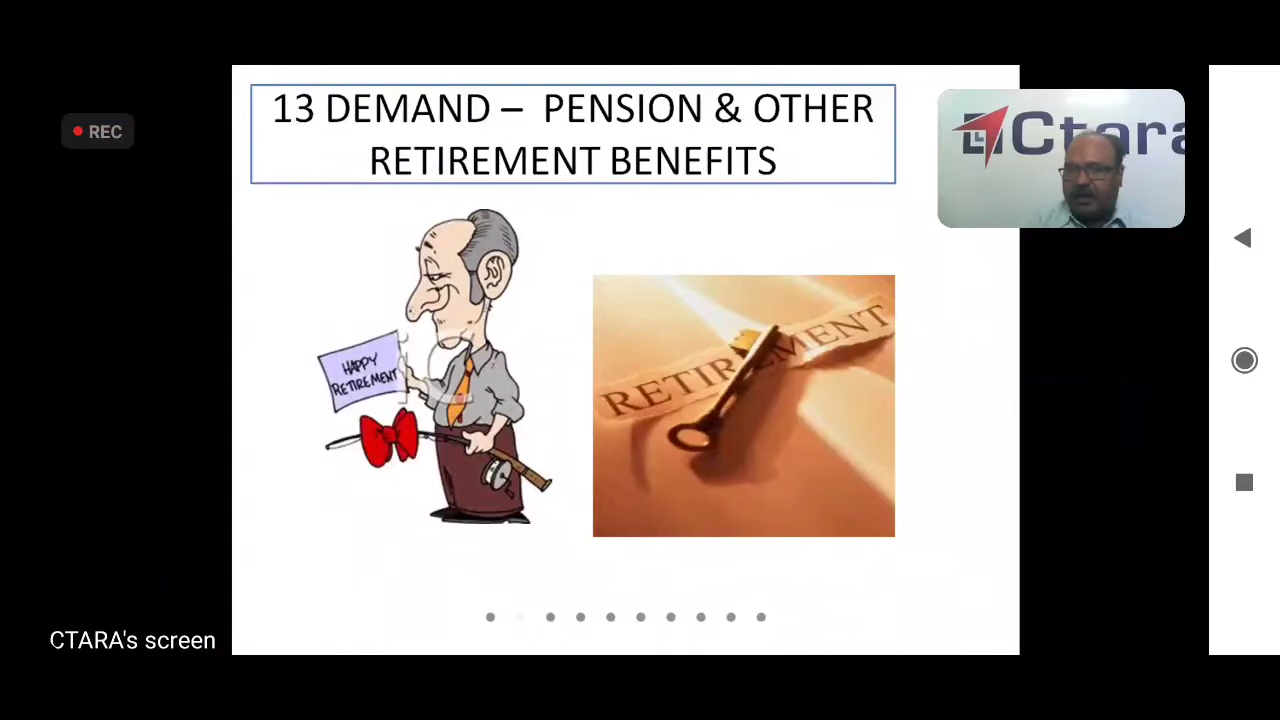 13 DEMAND – PENSION & OTHER
RETIREMENT BENEFITS
REC
Ctara
HAPPY
RETIREMENT
RETIREMENT
CTARA's screen